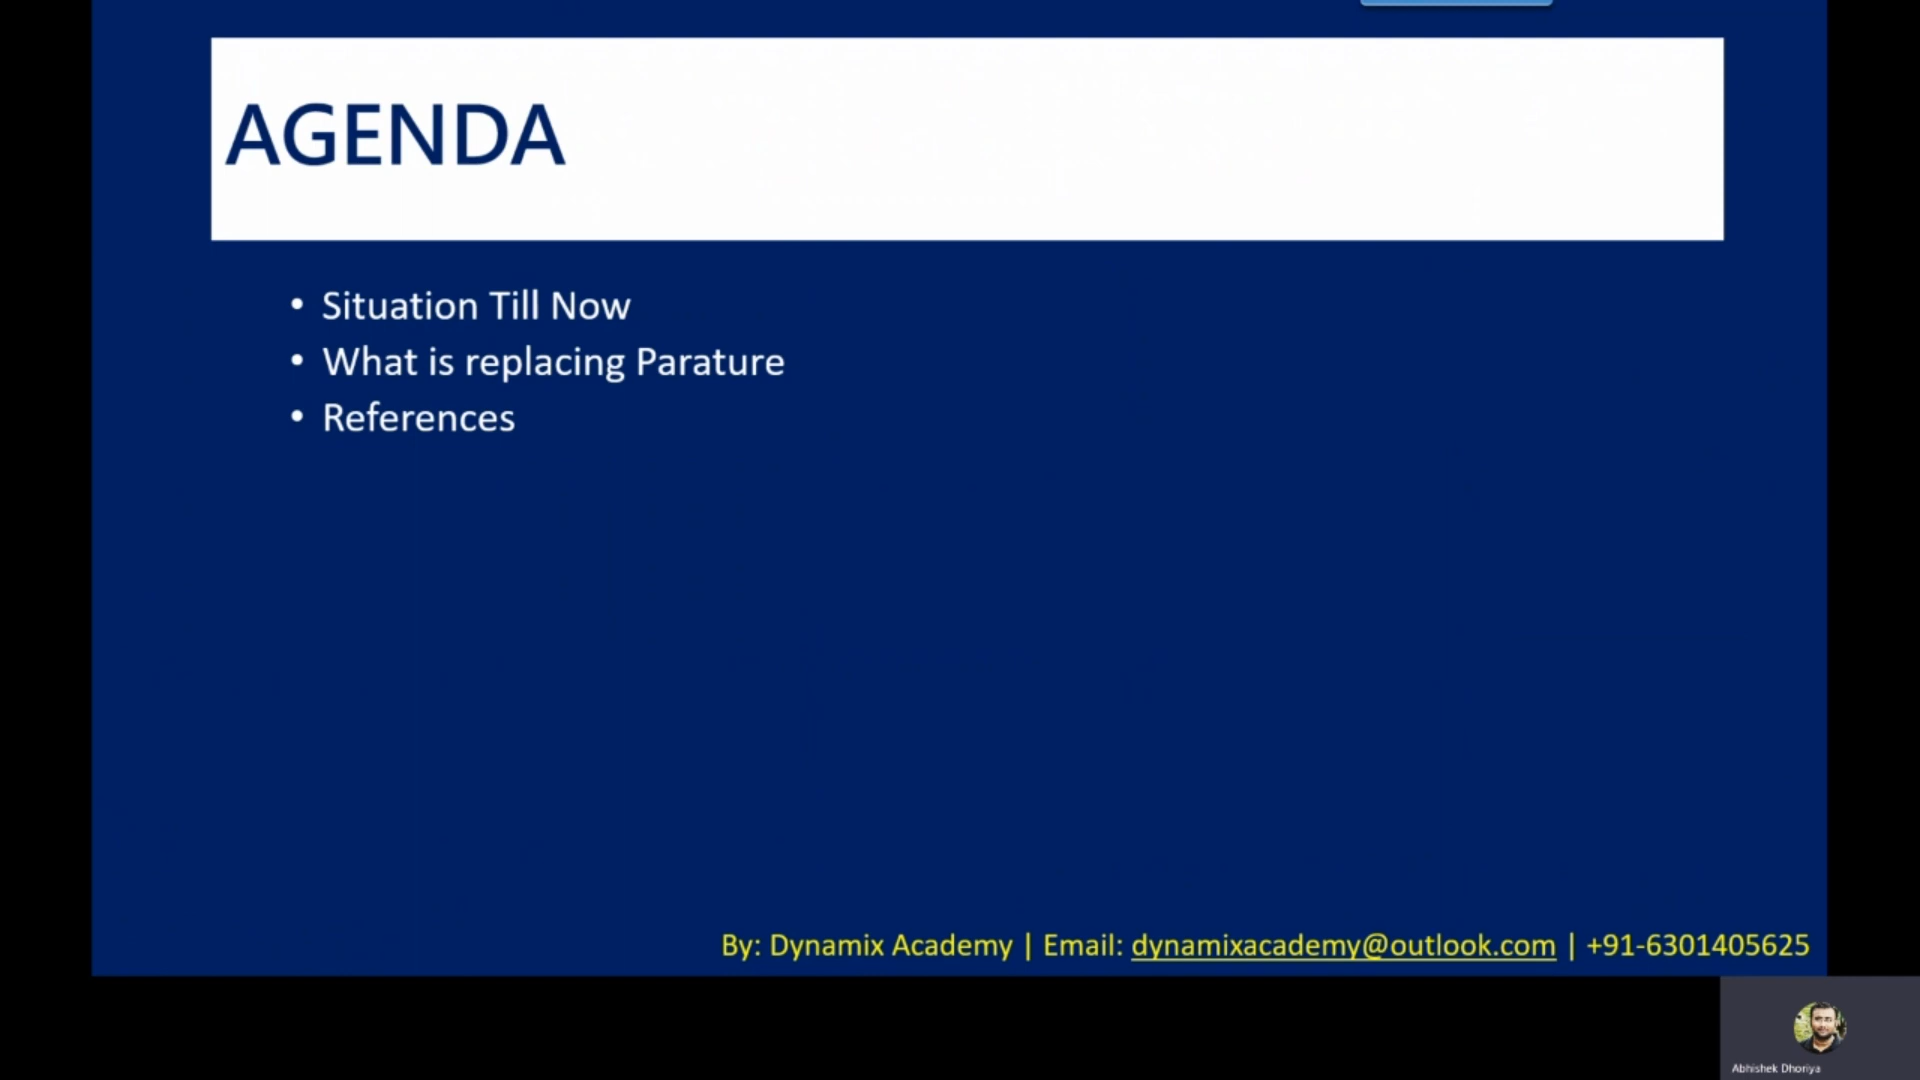 AGENDA
• Situation Till Now
• What is replacing Parature
• References
By: Dynamix Academy | Email: dynamixacademy@outlook.com | +91-6301405625
Abhishek Dhoriya